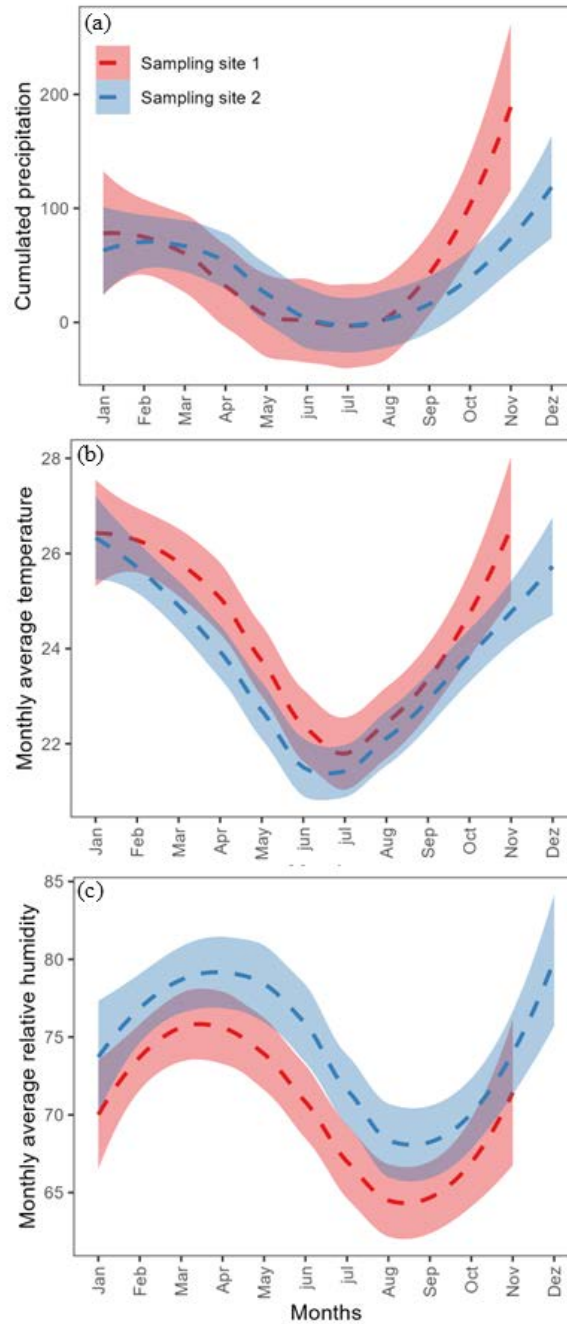 (a)
Sampling site 1
Sampling site 2
Cumulated precipitation
200
100
0
Jan Feb Mar Apr May jun jul Aug Sep Oct Nov Dez
(b)
Monthly average temperature
28
26
24
22
Jan Feb Mar Apr May jun jul Aug Sep Oct Nov Dez
(c)
Monthly average relative humidity
85
80
75
70
65
Jan Feb Mar Apr May jun jul Aug Sep Oct Nov Dez
Months